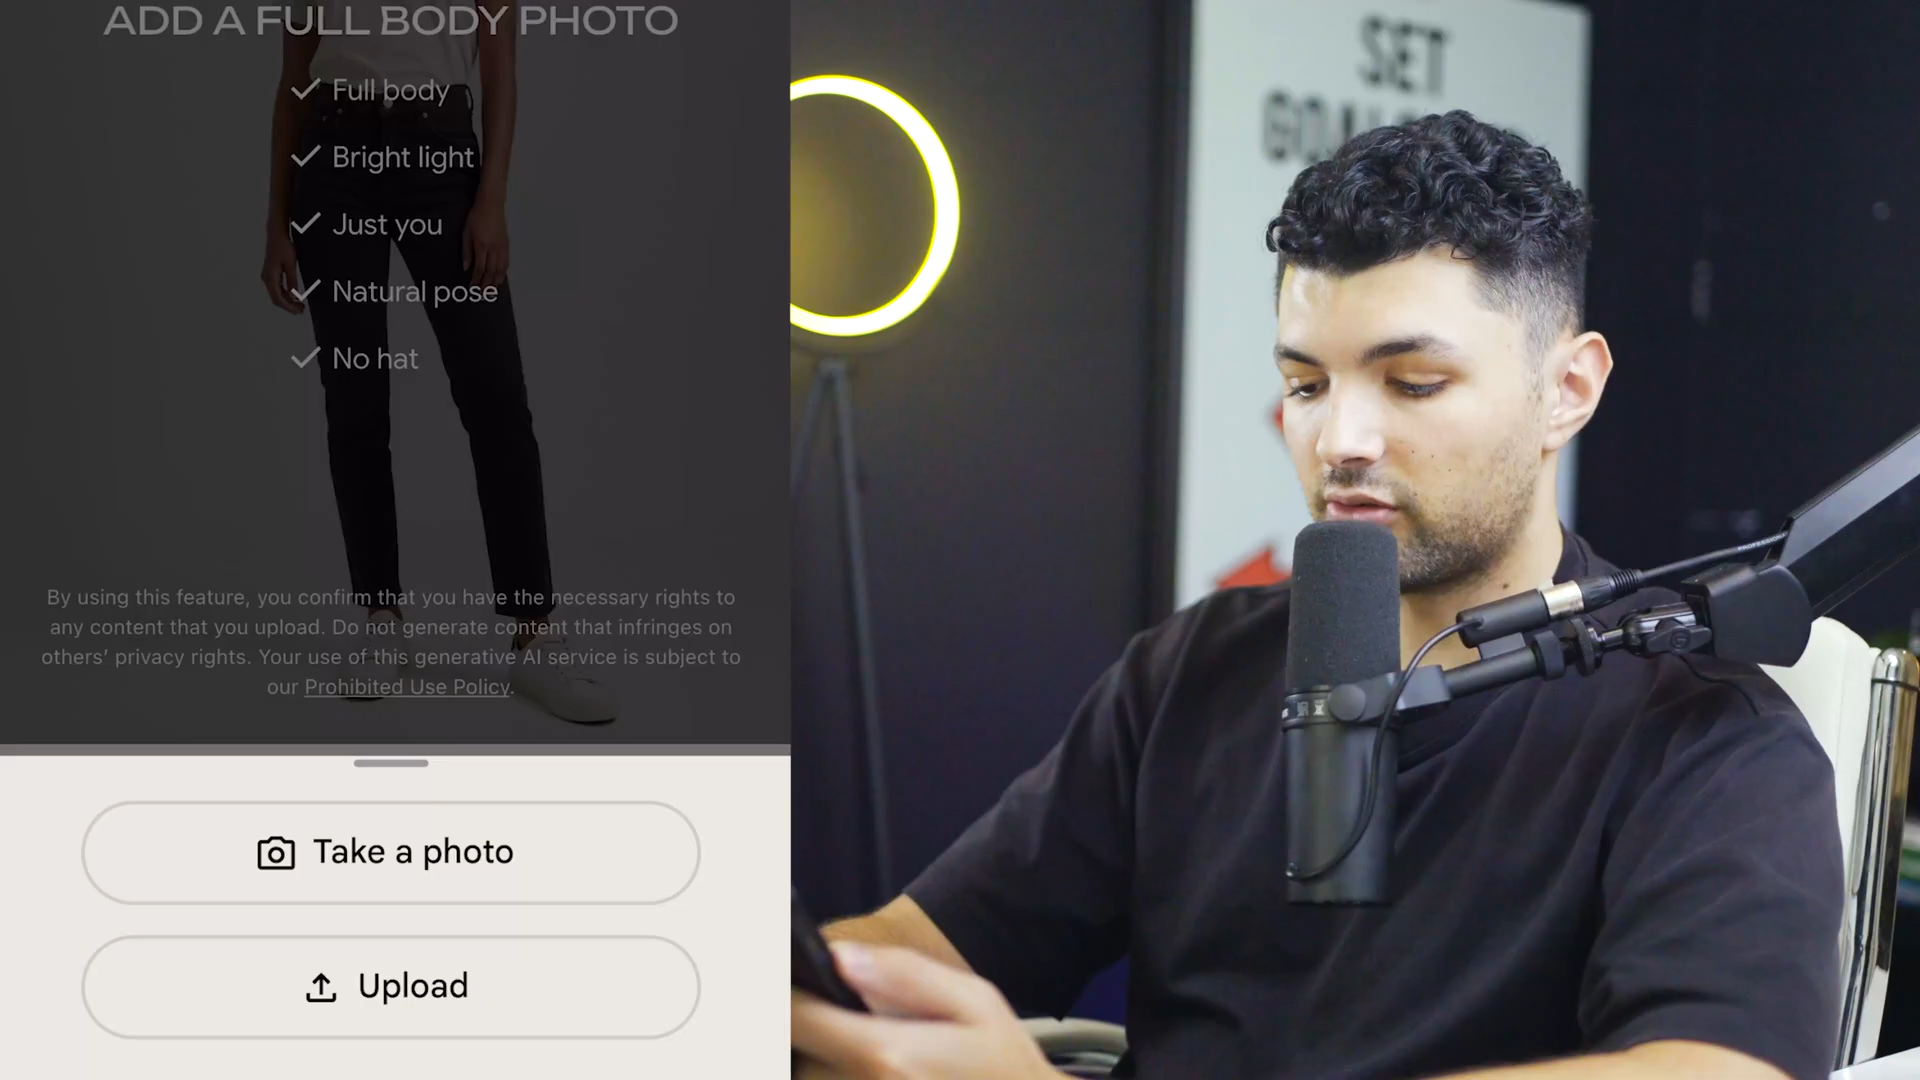 ADD A FULL BODY PHOTO
Full body
Bright light
Just you
Natural pose
No hat
By using this feature, you confirm that you have the necessary rights to
any content that you upload. Do not generate content that infringes on
others’ privacy rights. Your use of this generative AI service is subject to
our Prohibited Use Policy.
Take a photo
Upload
SET
PROFESSIONAL